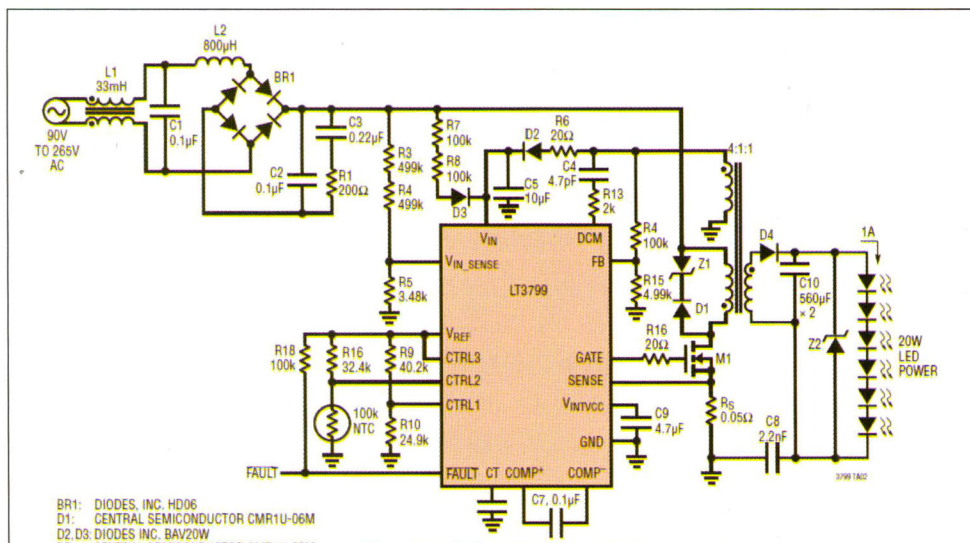 L2
800µH
L1
33mH
BR1
90V
TO 265V
AC
C1
0.1µF
C2
0.1µF
C3
0.22µF
R1
200Ω
R3
499k
R4
499k
R5
3.48k
R7
100k
R8
100k
D3
D2
R6
20Ω
C5
10µF
C4
4.7pF
R13
2k
4:1:1
R4
100k
R15
4.99k
Z1
D1
D4
1A
C10
560µF
× 2
Z2
20W
LED
POWER
VIN
DCM
VIN_SENSE
FB
LT3799
VREF
CTRL3
CTRL2
CTRL1
GATE
SENSE
VINTVCC
GND
FAULT
CT
COMP+
COMP–
R18
100k
R16
32.4k
R9
40.2k
100k
NTC
R10
24.9k
R16
20Ω
M1
RS
0.05Ω
C9
4.7µF
C8
2.2nF
FAULT
C7, 0.1µF
3799 TA02
BR1: DIODES, INC. HD06
D1: CENTRAL SEMICONDUCTOR CMR1U-06M
D2, D3: DIODES INC. BAV20W